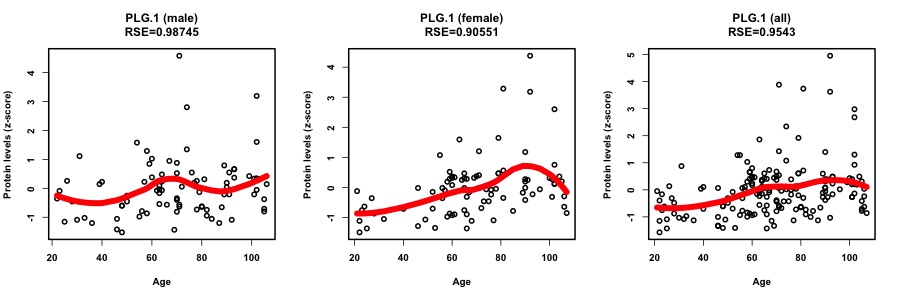 PLG.1 (male)
RSE=0.98745
Protein levels (z-score)
4
3
2
1
0
-1
20 40 60 80 100
Age
PLG.1 (female)
RSE=0.90551
Protein levels (z-score)
4
3
2
1
0
-1
20 40 60 80 100
Age
PLG.1 (all)
RSE=0.9543
Protein levels (z-score)
5
4
3
2
1
0
-1
20 40 60 80 100
Age